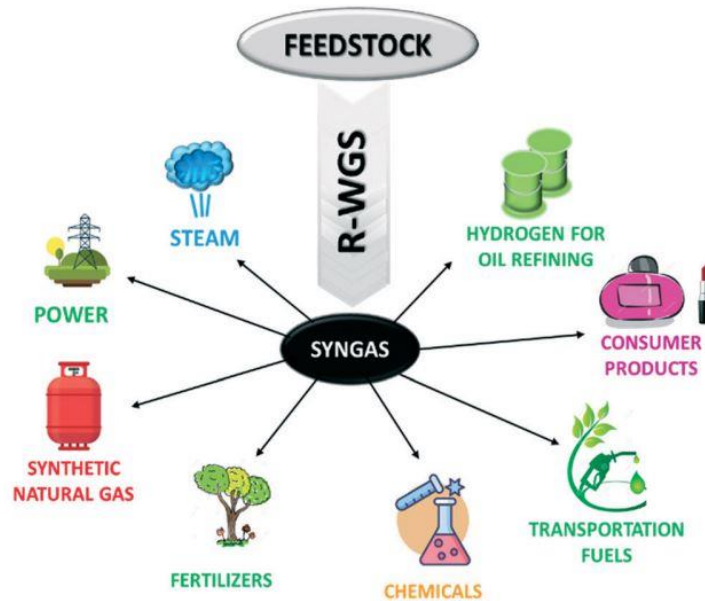 FEEDSTOCK
R-WGS
STEAM
HYDROGEN FOR
OIL REFINING
POWER
SYNGAS
CONSUMER
PRODUCTS
SYNTHETIC
NATURAL GAS
TRANSPORTATION
FUELS
FERTILIZERS
CHEMICALS